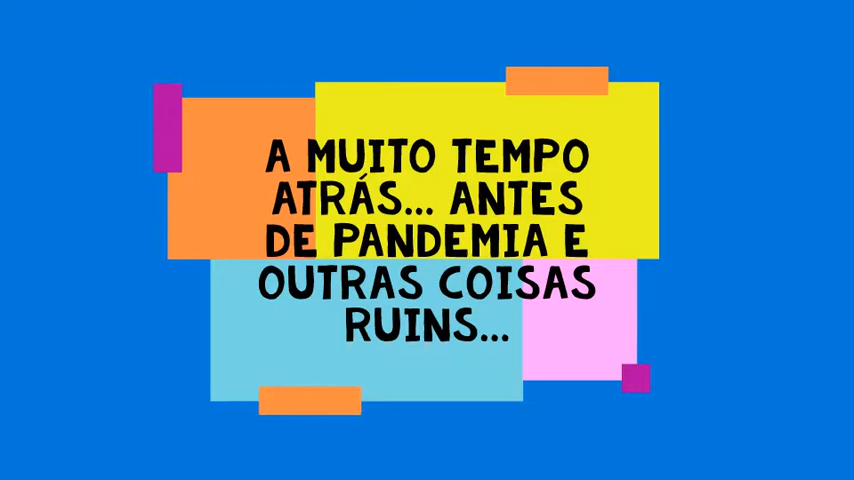 A MUITO TEMPO
ATRÁS... ANTES
DE PANDEMIA E
OUTRAS COISAS
RUINS...